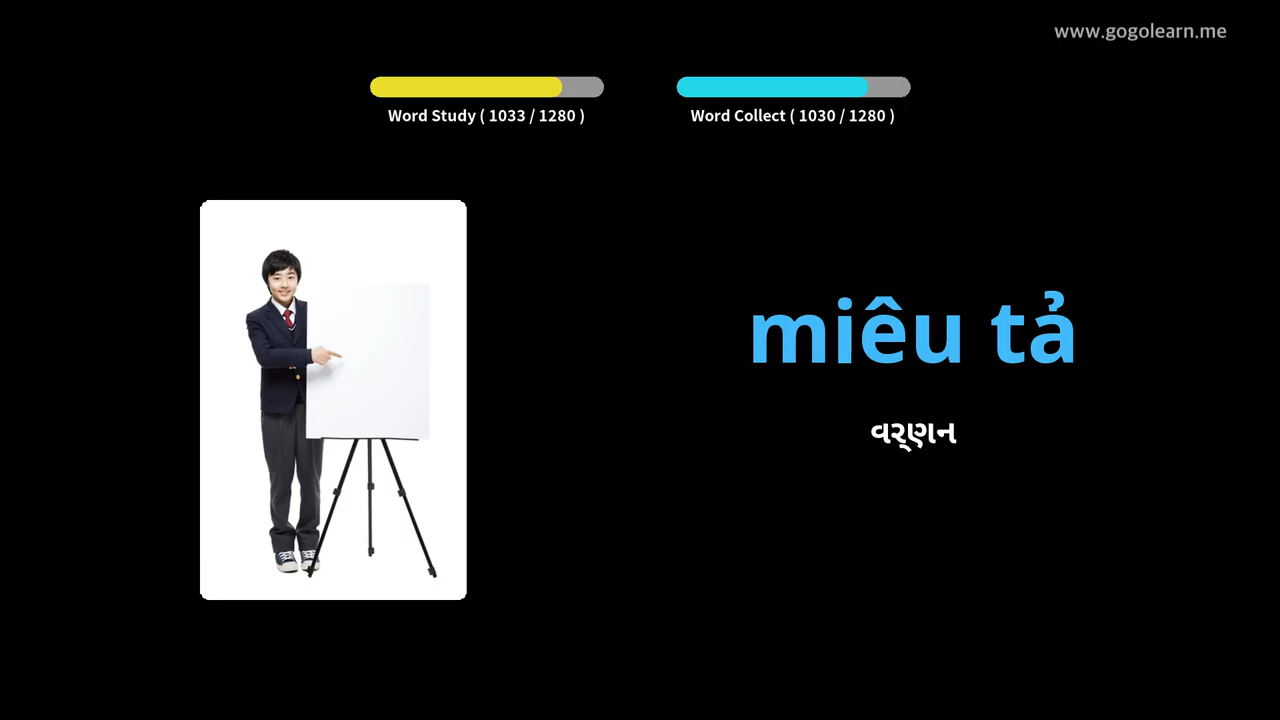 www.gogolearn.me
Word Study ( 1033 / 1280 )
Word Collect ( 1030 / 1280 )
miêu tả
વર્ણન